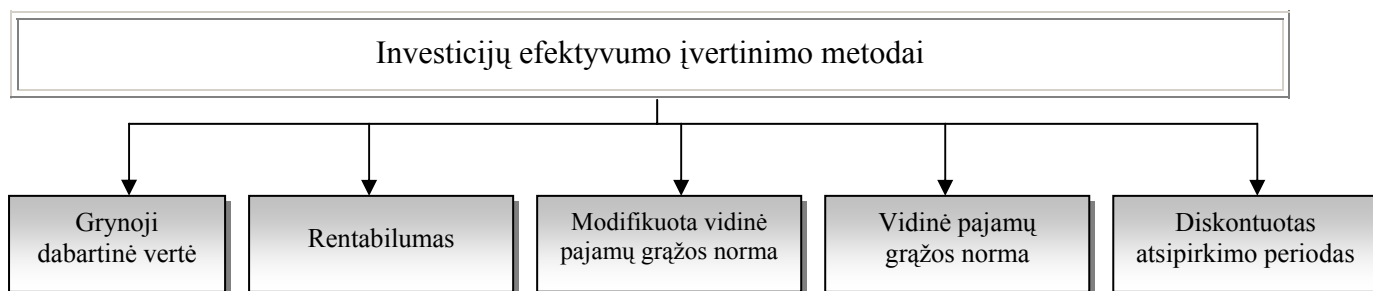 Investicijų efektyvumo įvertinimo metodai
Grynoji
dabartinė vertė
Rentabilumas
Modifikuota vidinė
pajamų grąžos norma
Vidinė pajamų
grąžos norma
Diskontuotas
atsipirkimo periodas